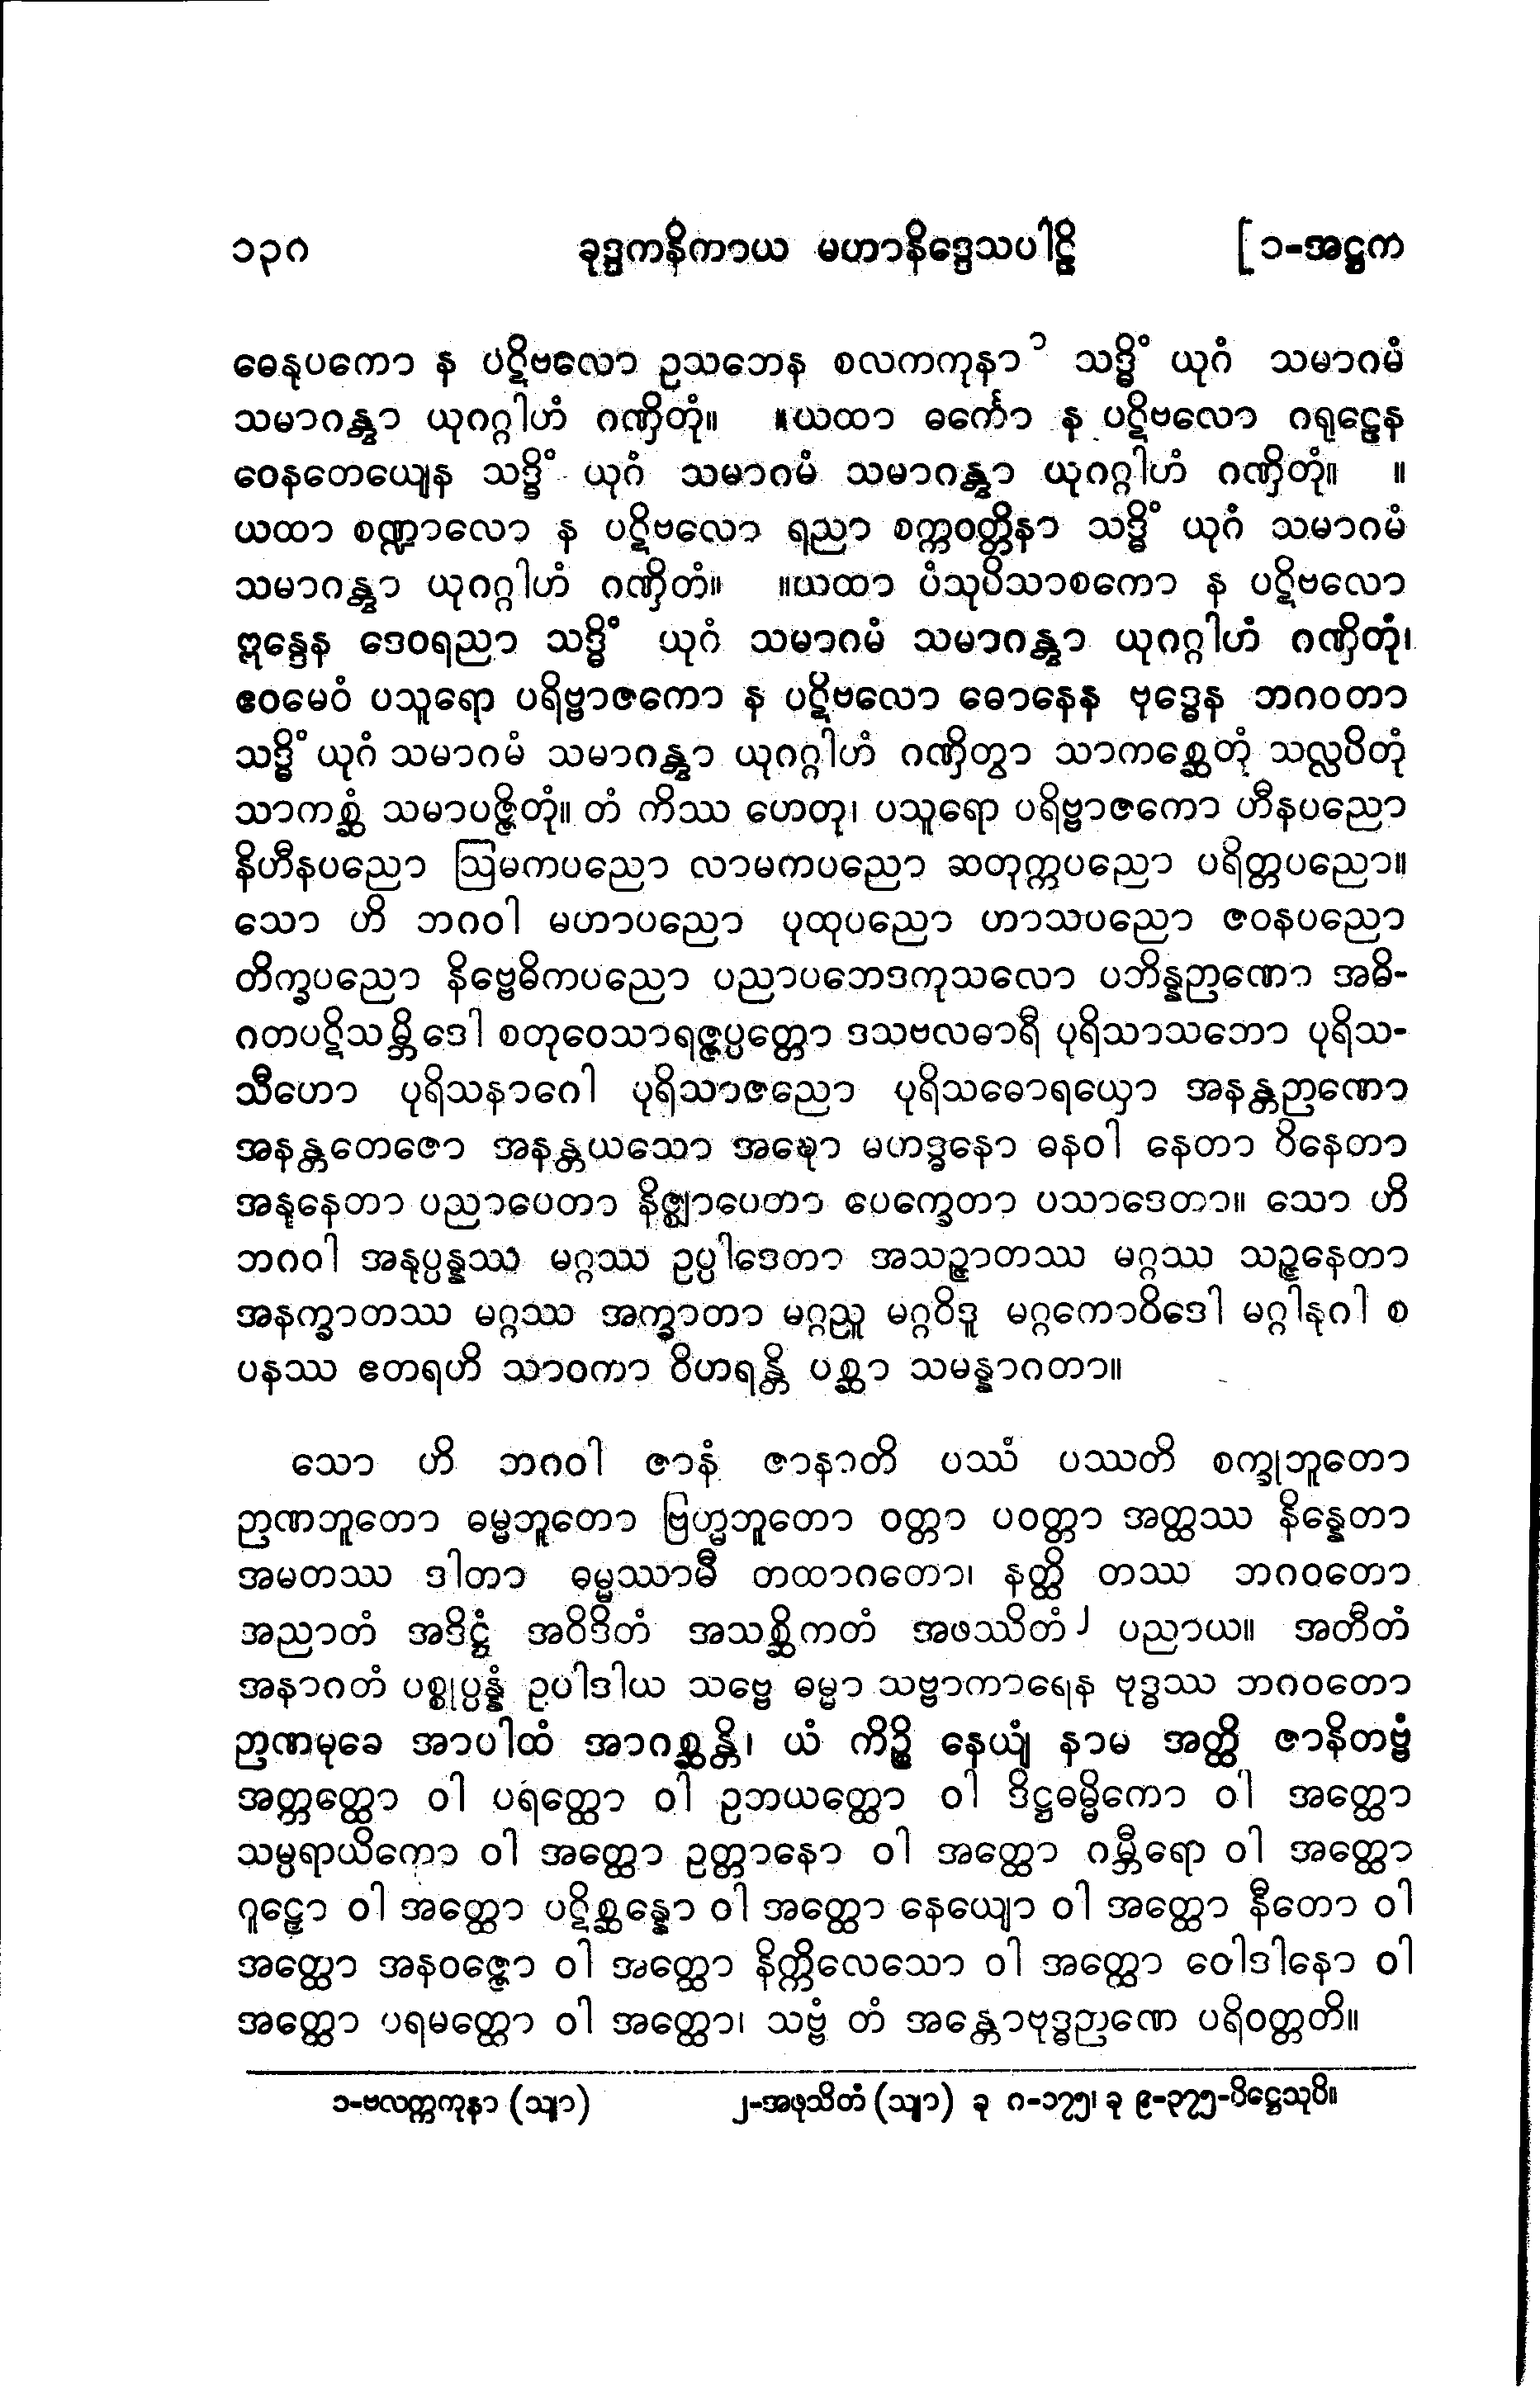 ၁၃၈ ခုဒ္ဒကနိကာယ မဟာနိဒ္ဒေသပါဠိ [၁-အဋ္ဌက
ဓေနုပကော န ပဋိဗလော ဥသဘေန စလကကုနာ ၁ သဒ္ဓိံ ယုဂံ သမာဂမံ
သမာဂန္တွာ ယုဂဂ္ဂါဟံ ဂဏှိတုံ။ ။ယထာ ဓင်္ကော န ပဋိဗလော ဂရုဠေန
ဝေနတေယျေန သဒ္ဓိံ ယုဂံ သမာဂမံ သမာဂန္တွာ ယုဂဂ္ဂါဟံ ဂဏှိတုံ။ ။
ယထာ စဏ္ဍာလော န ပဋိဗလော ရညာ စက္ကဝတ္တိနာ သဒ္ဓိံ ယုဂံ သမာဂမံ
သမာဂန္တွာ ယုဂဂ္ဂါဟံ ဂဏှိတံ။ ။ယထာ ပံသုပိသာစကော န ပဋိဗလော
ဣန္ဒေန ဒေဝရညာ သဒ္ဓိံ ယုဂံ သမာဂမံ သမာဂန္တွာ ယုဂဂ္ဂါဟံ ဂဏှိတုံ၊
ဧဝမေဝံ ပသူရော ပရိဗ္ဗာဇကော န ပဋိဗလော ဓောနေန ဗုဒ္ဓေန ဘဂဝတာ
သဒ္ဓိံ ယုဂံ သမာဂမံ သမာဂန္တွာ ယုဂဂ္ဂါဟံ ဂဏှိတွာ သာကစ္ဆေတုံ သလ္လပိတုံ
သာကစ္ဆံ သမာပဇ္ဇိတုံ။ တံ ကိဿ ဟေတု၊ ပသူရော ပရိဗ္ဗာဇကော ဟီနပညော
နိဟီနပညော ဩမကပညော လာမကပညော ဆတုက္ကပညော ပရိတ္တပညော။
သော ဟိ ဘဂဝါ မဟာပညော ပုထုပညော ဟာသပညော ဇဝနပညော
တိက္ခပညော နိဗ္ဗေဓိကပညော ပညာပဘေဒကုသလော ပဘိန္နဉာဏော အဓိ-
ဂတပဋိသမ္ဘိဒေါ စတုဝေသာရဇ္ဇပ္ပတ္တော ဒသဗလဓာရီ ပုရိသာသဘော ပုရိသ-
သီဟော ပုရိသနာဂေါ ပုရိသာဇညော ပုရိသဓောရယှော အနန္တဉာဏော
အနန္တတေဇော အနန္တယသော အဍ္ဎော မဟဒ္ဓနော ဓနဝါ နေတာ ဝိနေတာ
အနုနေတာ ပညာပေတာ နိဇ္ဈာပေတာ ပေက္ခေတာ ပသာဒေတာ။ သော ဟိ
ဘဂဝါ အနုပ္ပန္နဿ မဂ္ဂဿ ဥပ္ပါဒေတာ အသဉ္ဇာတဿ မဂ္ဂဿ သဉ္ဇနေတာ
အနက္ခာတဿ မဂ္ဂဿ အက္ခာတာ မဂ္ဂညူ မဂ္ဂဝိဒူ မဂ္ဂကောဝိဒေါ မဂ္ဂါနုဂါ စ
ပနဿ ဧတရဟိ သာဝကာ ဝိဟရန္တိ ပစ္ဆာ သမန္နာဂတာ။
သော ဟိ ဘဂဝါ ဇာနံ ဇာနာတိ ပဿံ ပဿတိ စက္ခုဘူတော
ဉာဏဘူတော ဓမ္မဘူတော ဗြဟ္မဘူတော ဝတ္တာ ပဝတ္တာ အတ္ထဿ နိန္နေတာ
အမတဿ ဒါတာ ဓမ္မဿာမီ တထာဂတော၊ နတ္ထိ တဿ ဘဂဝတော
အညာတံ အဒိဋ္ဌံ အဝိဒိတံ အသစ္ဆိကတံ အဖဿိတံ ၂ ပညာယ။ အတီတံ
အနာဂတံ ပစ္စုပ္ပန္နံ ဥပါဒါယ သဗ္ဗေ ဓမ္မာ သဗ္ဗာကာရေန ဗုဒ္ဓဿ ဘဂဝတော
ဉာဏမုခေ အာပါထံ အာဂစ္ဆန္တိ၊ ယံ ကိဉ္စိ နေယျံ နာမ အတ္ထိ ဇာနိတဗ္ဗံ
အတ္တတ္ထော ဝါ ပရတ္ထော ဝါ ဥဘယတ္ထော ဝါ ဒိဋ္ဌဓမ္မိကော ဝါ အတ္ထော
သမ္ပရာယိကော ဝါ အတ္ထော ဥတ္တာနော ဝါ အတ္ထော ဂမ္ဘီရော ဝါ အတ္ထော
ဂူဠှော ဝါ အတ္ထော ပဋိစ္ဆန္နော ဝါ အတ္ထော နေယျော ဝါ အတ္ထော နီတော ဝါ
အတ္ထော အနဝဇ္ဇော ဝါ အတ္ထော နိက္ကိလေသော ဝါ အတ္ထော ဝေါဒါနော ဝါ
အတ္ထော ပရမတ္ထော ဝါ အတ္ထော၊ သဗ္ဗံ တံ အန္တောဗုဒ္ဓဉာဏေ ပရိဝတ္တတိ။
၁-ဗလက္ကကုနာ (သျာ) ၂-အဖုသိတံ (သျာ) ခု ဂ-၁၇၅၊ ခု ၉-၃၇၅-ပိဋ္ဌေသုပိ။